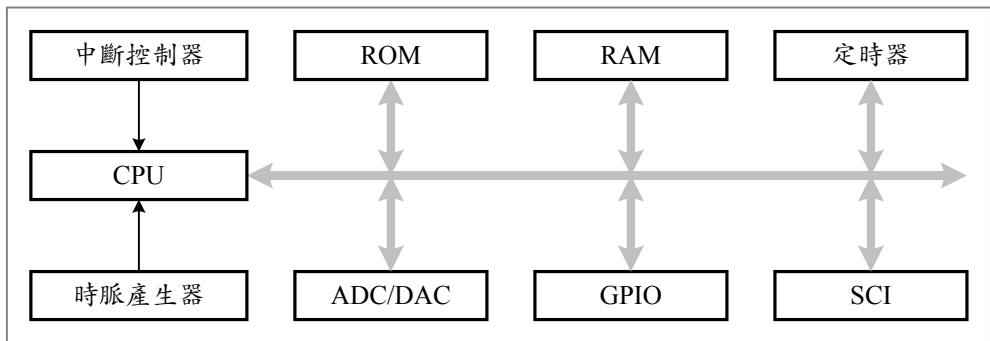 中斷控制器
ROM
RAM
定時器
CPU
時脈產生器
ADC/DAC
GPIO
SCI